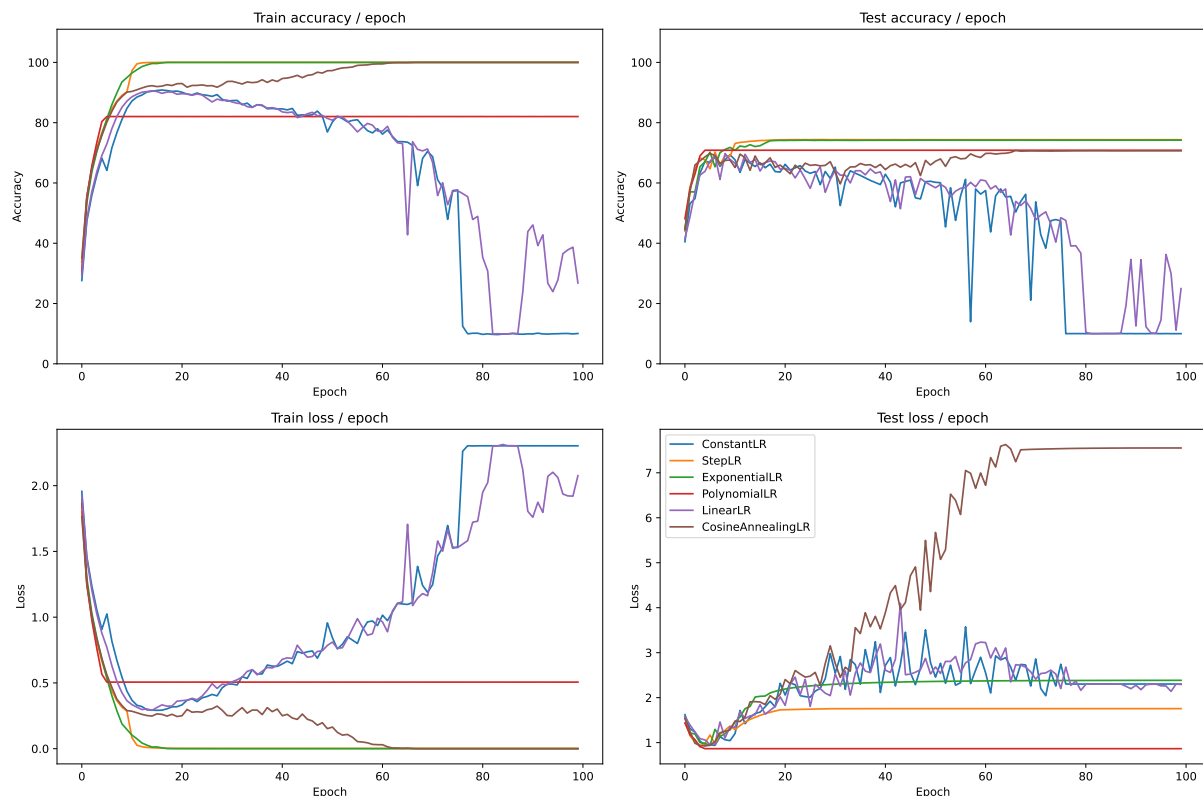 Train accuracy / epoch
100
80
60
40
20
0
Accuracy
0 20 40 60 80 100
Epoch
Test accuracy / epoch
100
80
60
40
20
0
Accuracy
0 20 40 60 80 100
Epoch
Train loss / epoch
2.0
1.5
1.0
0.5
0.0
Loss
0 20 40 60 80 100
Epoch
Test loss / epoch
ConstantLR
StepLR
ExponentialLR
PolynomialLR
LinearLR
CosineAnnealingLR
7
6
5
4
3
2
1
Loss
0 20 40 60 80 100
Epoch